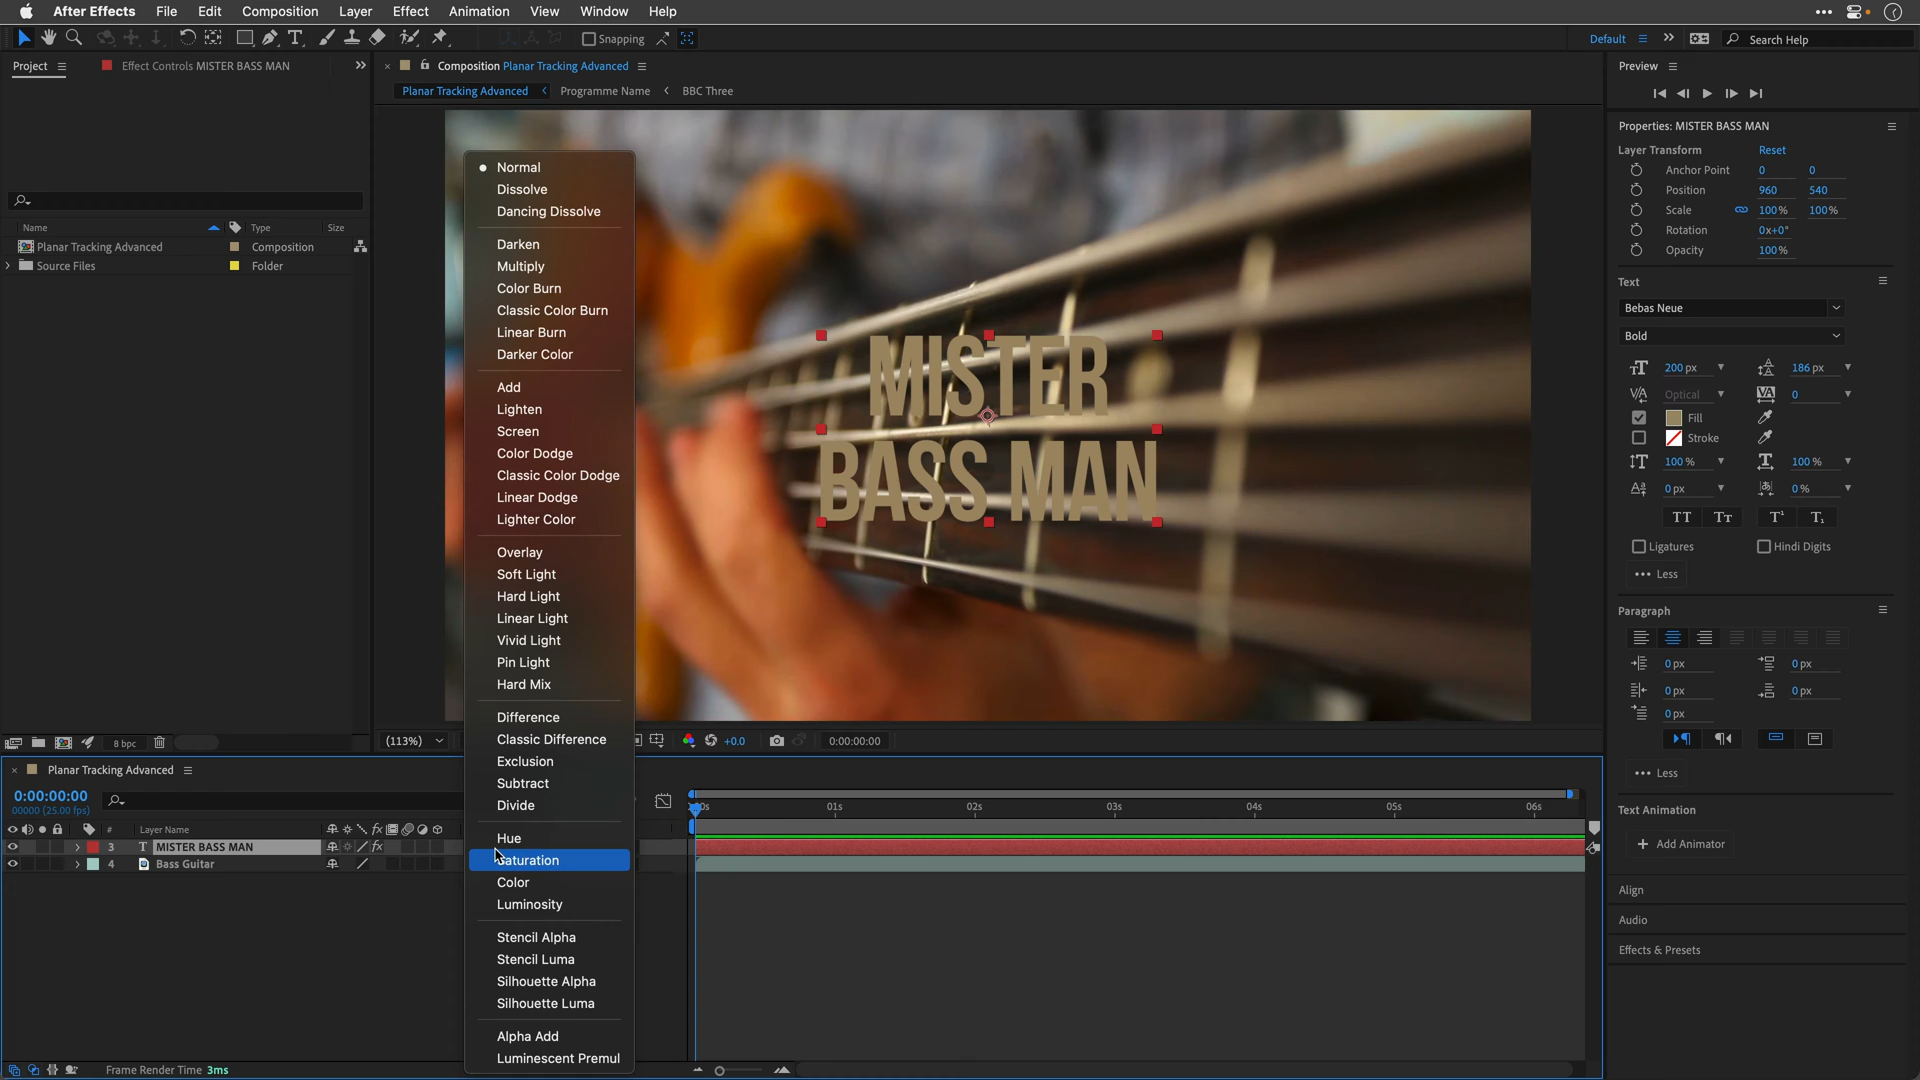 After Effects File Edit Composition Layer Effect Animation View Window Help
Snapping
Default
Search Help
Project
Effect Controls MISTER BASS MAN
Composition Planar Tracking Advanced
Planar Tracking Advanced Programme Name BBC Three
Name Type Size
Planar Tracking Advanced Composition
Source Files Folder
8 bpc
Normal
Dissolve
Dancing Dissolve
Darken
Multiply
Color Burn
Classic Color Burn
Linear Burn
Darker Color
Add
Lighten
Screen
Color Dodge
Classic Color Dodge
Linear Dodge
Lighter Color
Overlay
Soft Light
Hard Light
Linear Light
Vivid Light
Pin Light
Hard Mix
Difference
Classic Difference
Exclusion
Subtract
Divide
Hue
Saturation
Color
Luminosity
Stencil Alpha
Stencil Luma
Silhouette Alpha
Silhouette Luma
Alpha Add
Luminescent Premul
MISTER
BASS MAN
(113%)
+0.0
0:00:00:00
Preview
Properties: MISTER BASS MAN
Layer Transform Reset
Anchor Point 0 0
Position 960 540
Scale 100% 100%
Rotation 0x+0°
Opacity 100%
Text
Bebas Neue
Bold
200 px 186 px
Optical 0
Fill
Stroke
100% 100%
0 px 0%
Ligatures Hindi Digits
Less
Paragraph
0 px 0 px
0 px 0 px
0 px
Less
Text Animation
Add Animator
Align
Audio
Effects & Presets
Planar Tracking Advanced
0:00:00:00
00000 (25.00 fps)
# Layer Name
3 T MISTER BASS MAN
4 Bass Guitar
01s 02s 03s 04s 05s 06s
Frame Render Time 3ms